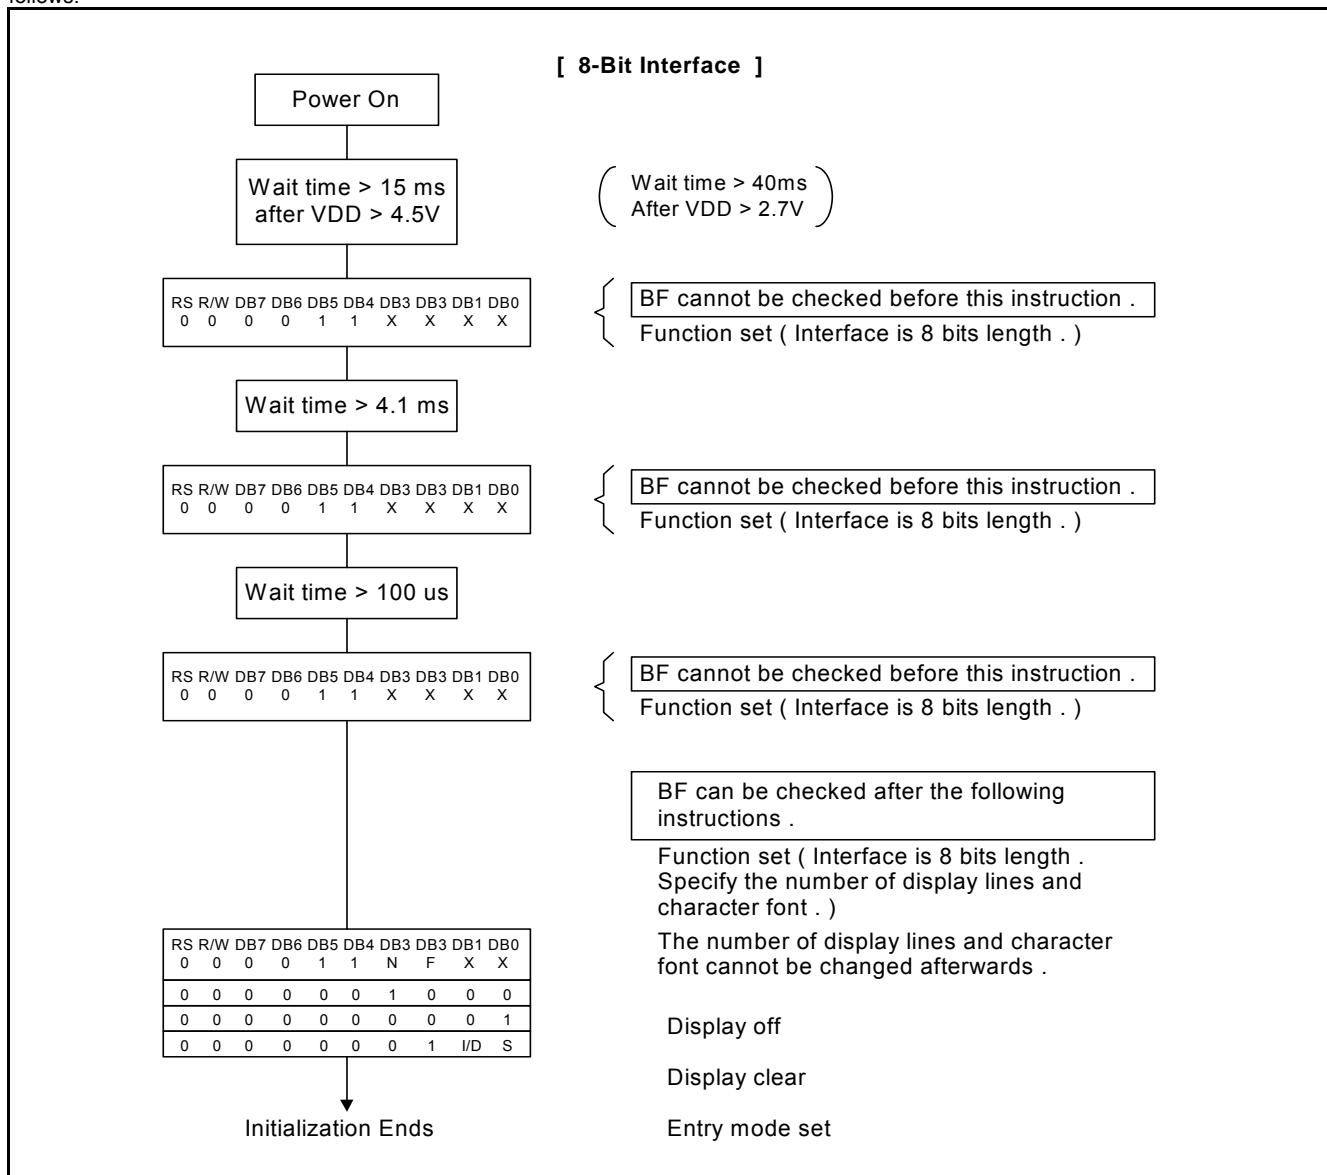 follows:
[ 8-Bit Interface ]
Power On
Wait time > 15 ms
after VDD > 4.5V
Wait time > 40ms
After VDD > 2.7V
RS R/W DB7 DB6 DB5 DB4 DB3 DB3 DB1 DB0
0 0 0 0 1 1 X X X X
BF cannot be checked before this instruction .
Function set ( Interface is 8 bits length . )
Wait time > 4.1 ms
RS R/W DB7 DB6 DB5 DB4 DB3 DB3 DB1 DB0
0 0 0 0 1 1 X X X X
BF cannot be checked before this instruction .
Function set ( Interface is 8 bits length . )
Wait time > 100 us
RS R/W DB7 DB6 DB5 DB4 DB3 DB3 DB1 DB0
0 0 0 0 1 1 X X X X
BF cannot be checked before this instruction .
Function set ( Interface is 8 bits length . )
BF can be checked after the following
instructions .
Function set ( Interface is 8 bits length .
Specify the number of display lines and
character font . )
RS R/W DB7 DB6 DB5 DB4 DB3 DB3 DB1 DB0
0 0 0 0 1 1 N F X X
0 0 0 0 0 0 1 0 0 0
0 0 0 0 0 0 0 0 0 1
0 0 0 0 0 0 0 1 I/D S
The number of display lines and character
font cannot be changed afterwards .
Display off
Display clear
Initialization Ends
Entry mode set